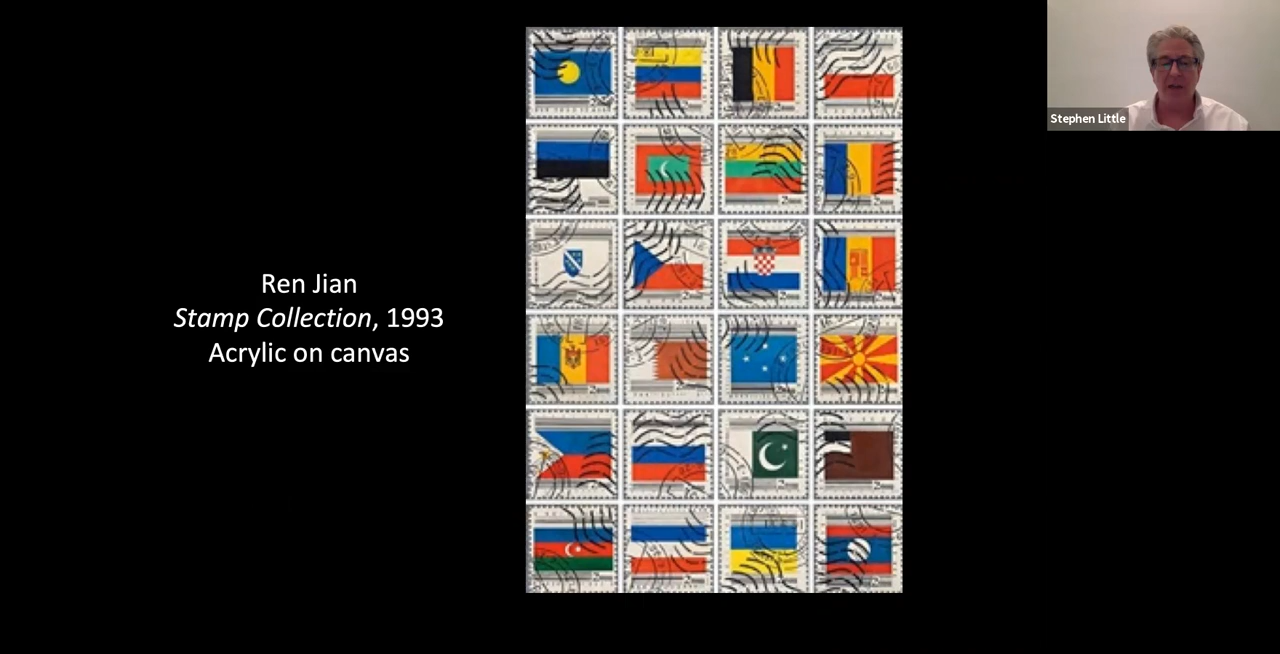 Ren Jian
Stamp Collection, 1993
Acrylic on canvas
Stephen Little